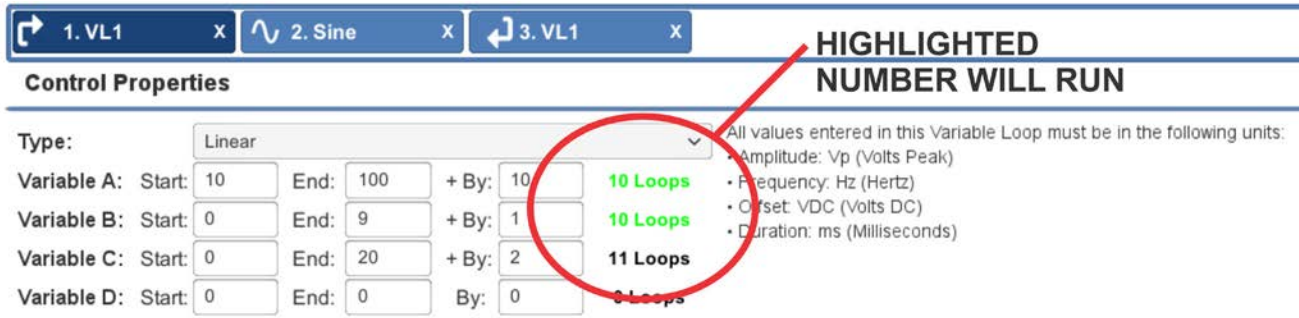 1. VL1 X 2. Sine X 3. VL1 X
HIGHLIGHTED
NUMBER WILL RUN
Control Properties
Type: Linear
All values entered in this Variable Loop must be in the following units:
• Amplitude: Vp (Volts Peak)
• Frequency: Hz (Hertz)
• Offset: VDC (Volts DC)
• Duration: ms (Milliseconds)
Variable A: Start: 10 End: 100 + By: 10 10 Loops
Variable B: Start: 0 End: 9 + By: 1 10 Loops
Variable C: Start: 0 End: 20 + By: 2 11 Loops
Variable D: Start: 0 End: 0 By: 0 0 Loops